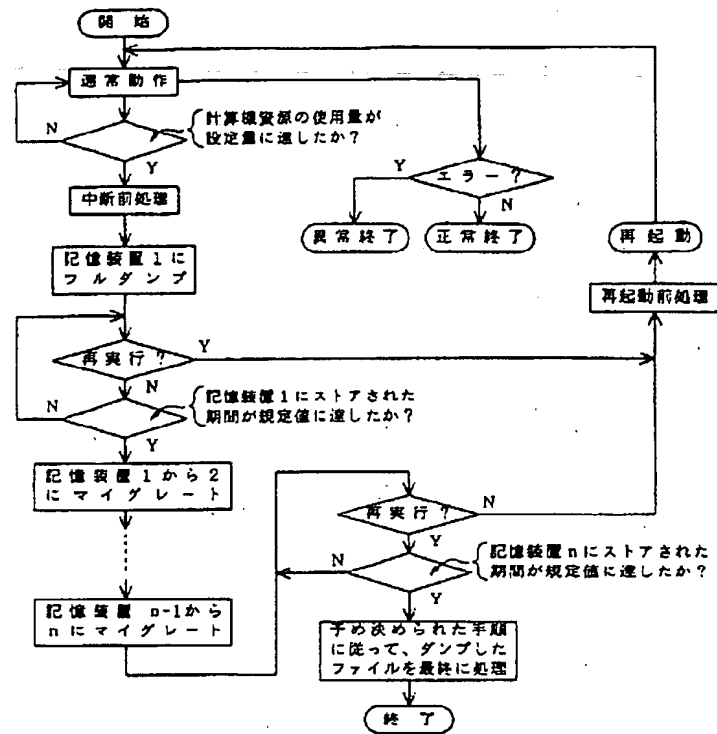 開始
通常動作
計算機資源の使用量が
設定量に達したか?
N
Y
エラー?
Y
N
中断前処理
異常終了
正常終了
再起動
記憶装置1に
フルダンプ
再起動前処理
再実行?
Y
N
記憶装置1にストアされた
期間が規定値に達したか?
N
Y
記憶装置1から2
にマイグレート
再実行?
N
Y
記憶装置nにストアされた
期間が規定値に達したか?
N
Y
記憶装置 n-1から
nにマイグレート
予め決められた手順
に従って、ダンプした
ファイルを最終に処理
終了